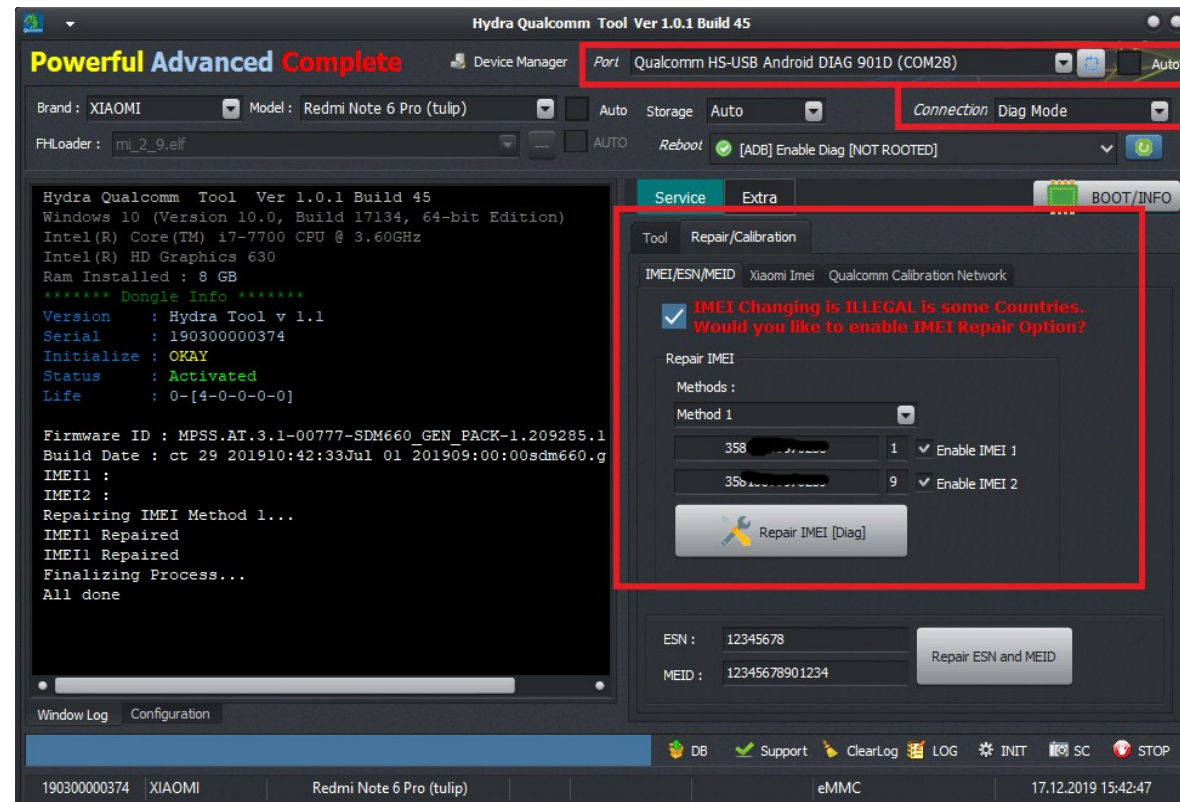 Hydra Qualcomm Tool Ver 1.0.1 Build 45
Powerful Advanced Complete
Device Manager
Port Qualcomm HS-USB Android DIAG 901D (COM28)
Auto
Brand : XIAOMI
Model : Redmi Note 6 Pro (tulip)
Auto
Storage Auto
Connection Diag Mode
FHLoader : mi_2_9.elf
...
AUTO
Reboot [ADB] Enable Diag [NOT ROOTED]
Hydra Qualcomm Tool Ver 1.0.1 Build 45
Windows 10 (Version 10.0, Build 17134, 64-bit Edition)
Intel(R) Core(TM) i7-7700 CPU @ 3.60GHz
Intel(R) HD Graphics 630
Ram Installed : 8 GB
******* Dongle Info *******
Version : Hydra Tool v 1.1
Serial : 190300000374
Initialize : OKAY
Status : Activated
Life : 0-[4-0-0-0-0]
Firmware ID : MPSS.AT.3.1-00777-SDM660_GEN_PACK-1.209285.1
Build Date : ct 29 201910:42:33Jul 01 201909:00:00sdm660.g
IMEI1 :
IMEI2 :
Repairing IMEI Method 1...
IMEI1 Repaired
IMEI1 Repaired
Finalizing Process...
All done
Window Log Configuration
Service Extra
BOOT/INFO
Tool Repair/Calibration
IMEI/ESN/MEID Xiaomi Imei Qualcomm Calibration Network
IMEI Changing is ILLEGAL is some Countries.
Would you like to enable IMEI Repair Option?
Repair IMEI
Methods :
Method 1
358 1 Enable IMEI 1
9 Enable IMEI 2
Repair IMEI [Diag]
ESN : 12345678
MEID : 12345678901234
Repair ESN and MEID
DB Support ClearLog LOG INIT SC STOP
190300000374 XIAOMI Redmi Note 6 Pro (tulip) eMMC 17.12.2019 15:42:47